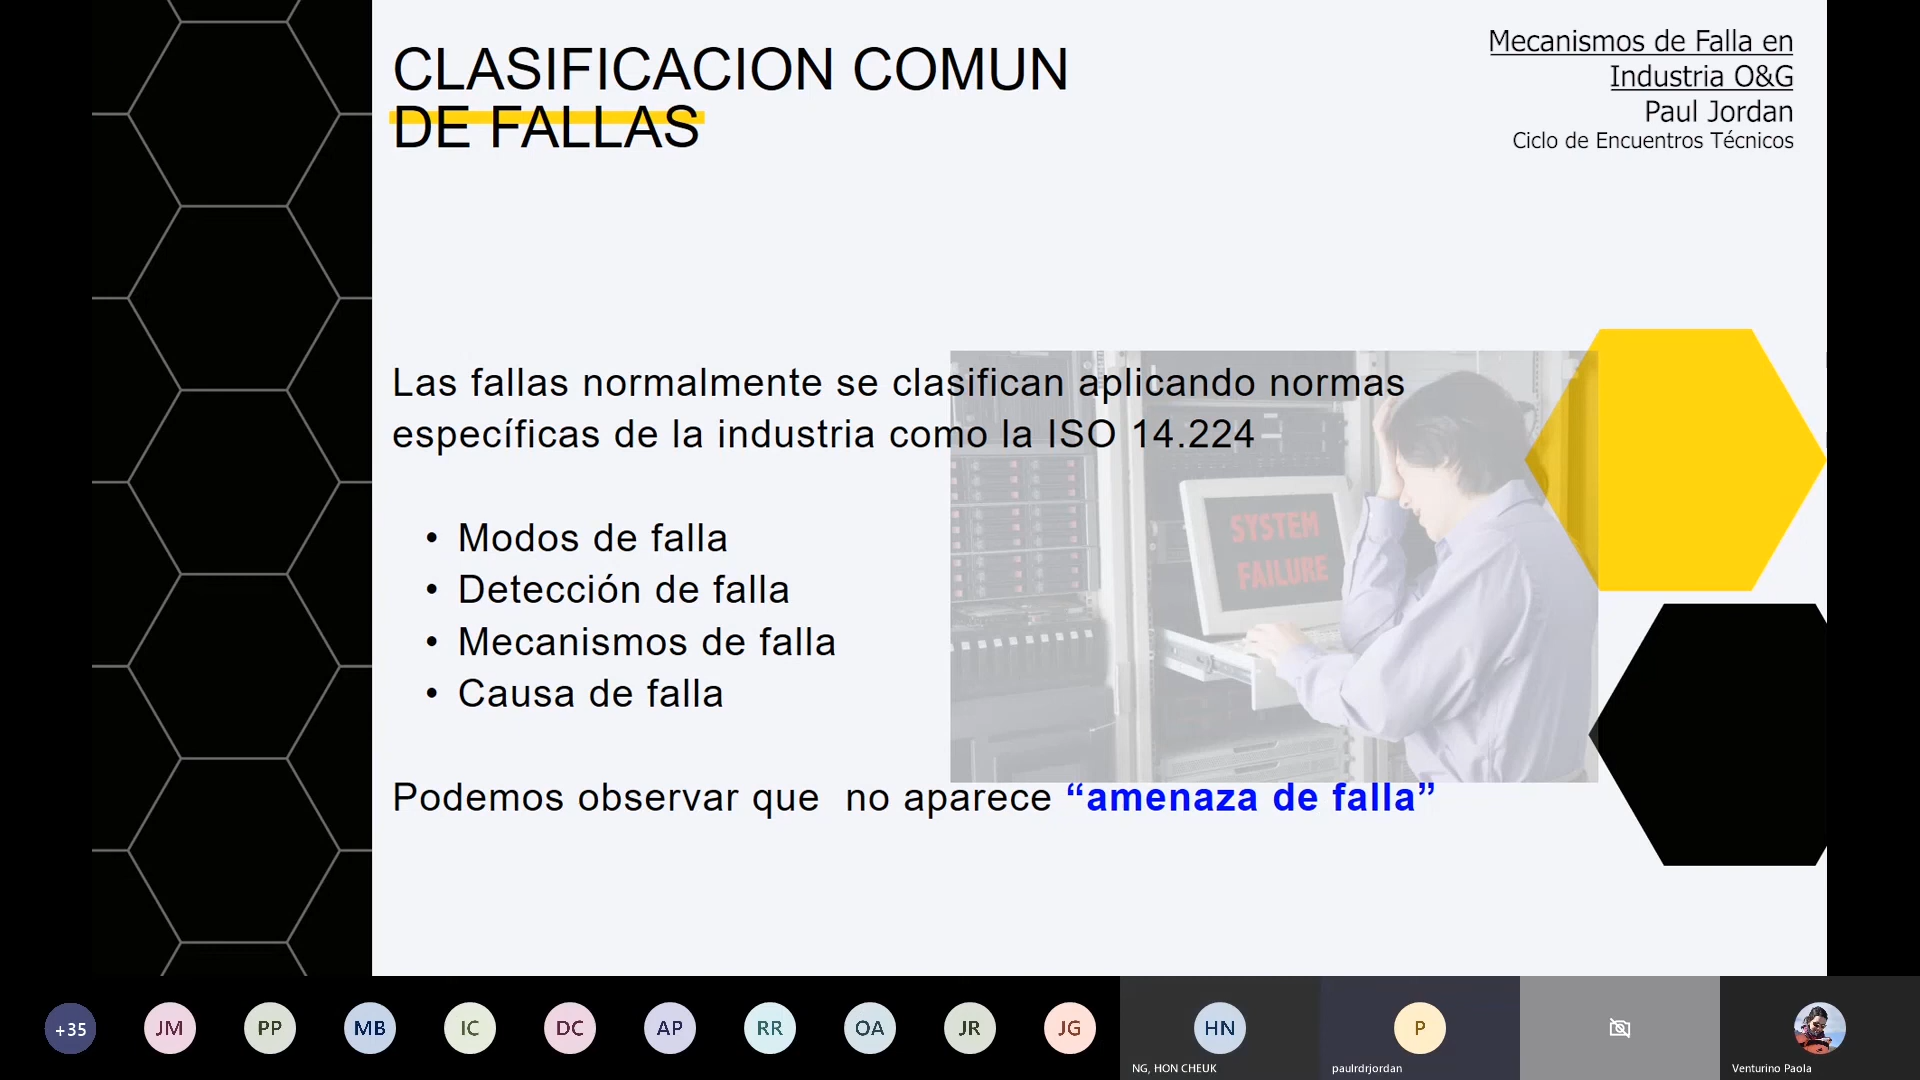 CLASIFICACION COMUN
DE FALLAS
Mecanismos de Falla en
Industria O&G
Paul Jordan
Ciclo de Encuentros Técnicos
Las fallas normalmente se clasifican aplicando normas
específicas de la industria como la ISO 14.224
SYSTEM
FAILURE
• Modos de falla
• Detección de falla
• Mecanismos de falla
• Causa de falla
Podemos observar que no aparece “amenaza de falla”
+35 JM PP MB IC DC AP RR OA JR JG HN P
NG, HON CHEUK
paulrdrjordan
Venturino Paola